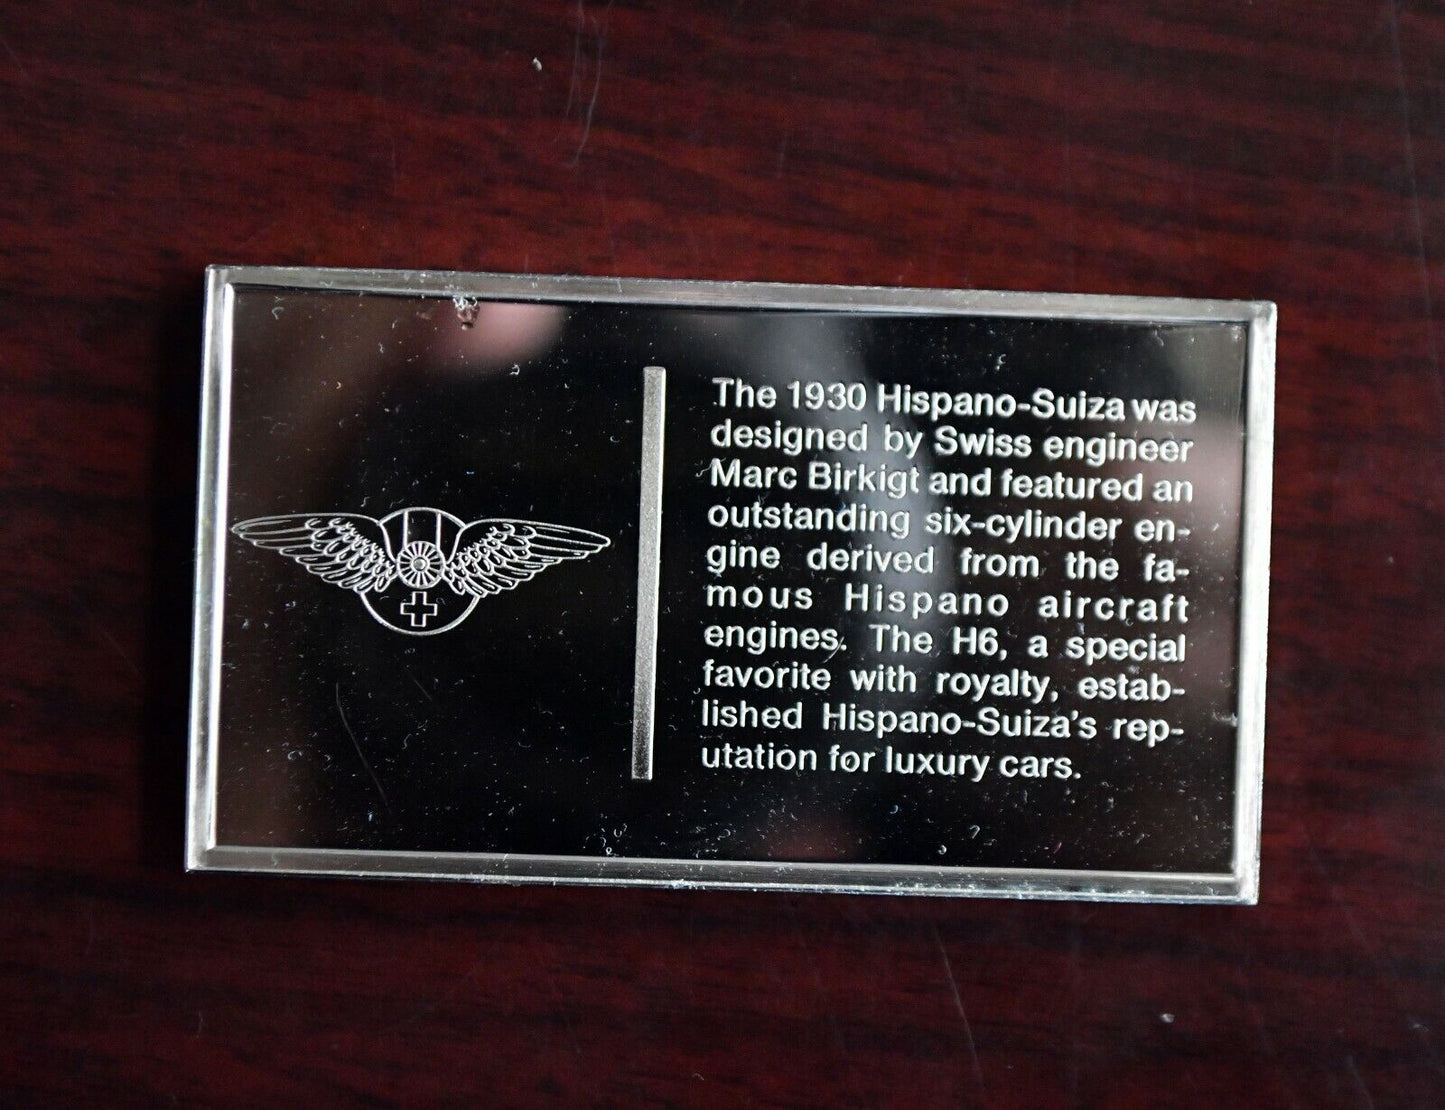 The 1930 Hispano-Suiza was
designed by Swiss engineer
Marc Birkigt and featured an
outstanding six-cylinder en-
gine derived from the fa-
mous Hispano aircraft
engines. The H6, a special
favorite with royalty, estab-
lished Hispano-Suiza's rep-
utation for luxury cars.